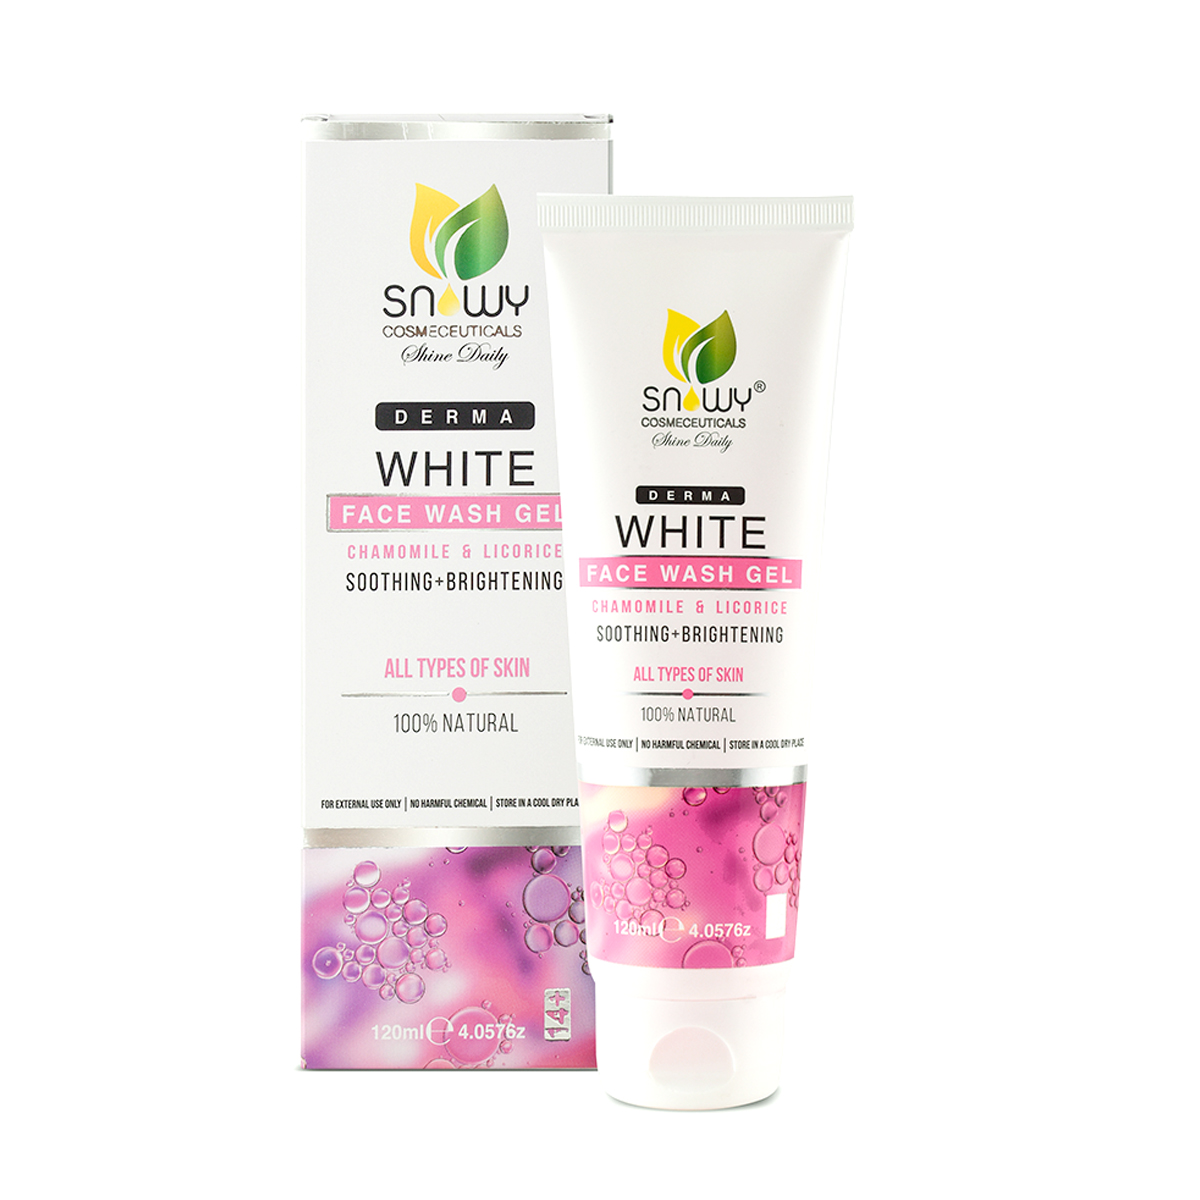 SNOWY
COSMECEUTICALS
Shine Daily
DERMA
WHITE
FACE WASH GEL
CHAMOMILE & LICORICE
SOOTHING+BRIGHTENING
ALL TYPES OF SKIN
100% NATURAL
FOR EXTERNAL USE ONLY | NO HARMFUL CHEMICAL | STORE IN A COOL DRY PLA
120ml ℮ 4.0576z
14+
SNOWY®
COSMECEUTICALS
Shine Daily
DERMA
WHITE
FACE WASH GEL
CHAMOMILE & LICORICE
SOOTHING+BRIGHTENING
ALL TYPES OF SKIN
100% NATURAL
FOR EXTERNAL USE ONLY | NO HARMFUL CHEMICAL | STORE IN A COOL DRY PLACE
120ml ℮ 4.0576z